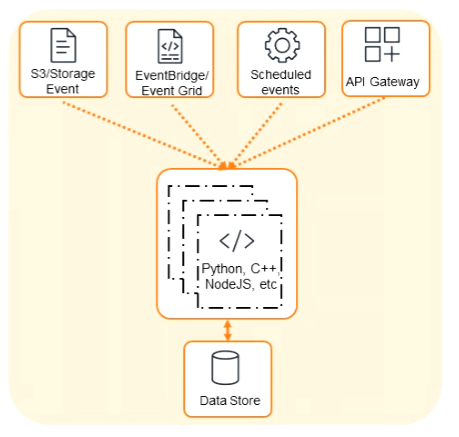 S3/Storage
Event
EventBridge/
Event Grid
Scheduled
events
API Gateway
</>
Python, C++,
NodeJS, etc
Data Store